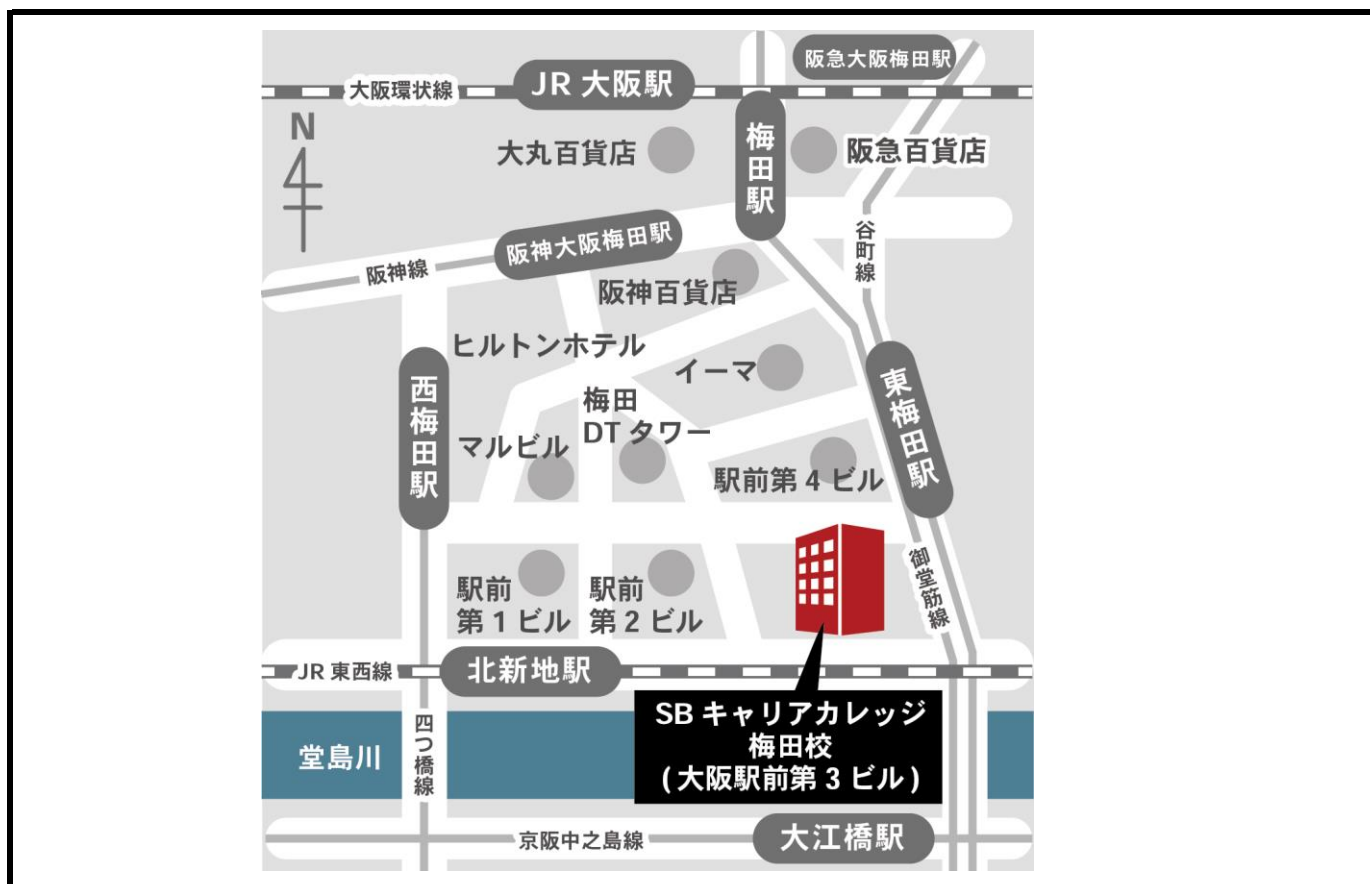 阪急大阪梅田駅
大阪環状線
JR 大阪駅
N
大丸百貨店
梅田駅
阪急百貨店
谷町線
阪神大阪梅田駅
阪神線
阪神百貨店
ヒルトンホテル
イーマ
西梅田駅
東梅田駅
梅田
DT タワー
マルビル
駅前第 4 ビル
御堂筋線
駅前
第 1 ビル
駅前
第 2 ビル
JR 東西線
北新地駅
SB キャリアカレッジ
梅田校
( 大阪駅前第 3 ビル )
堂島川
四つ橋線
京阪中之島線
大江橋駅